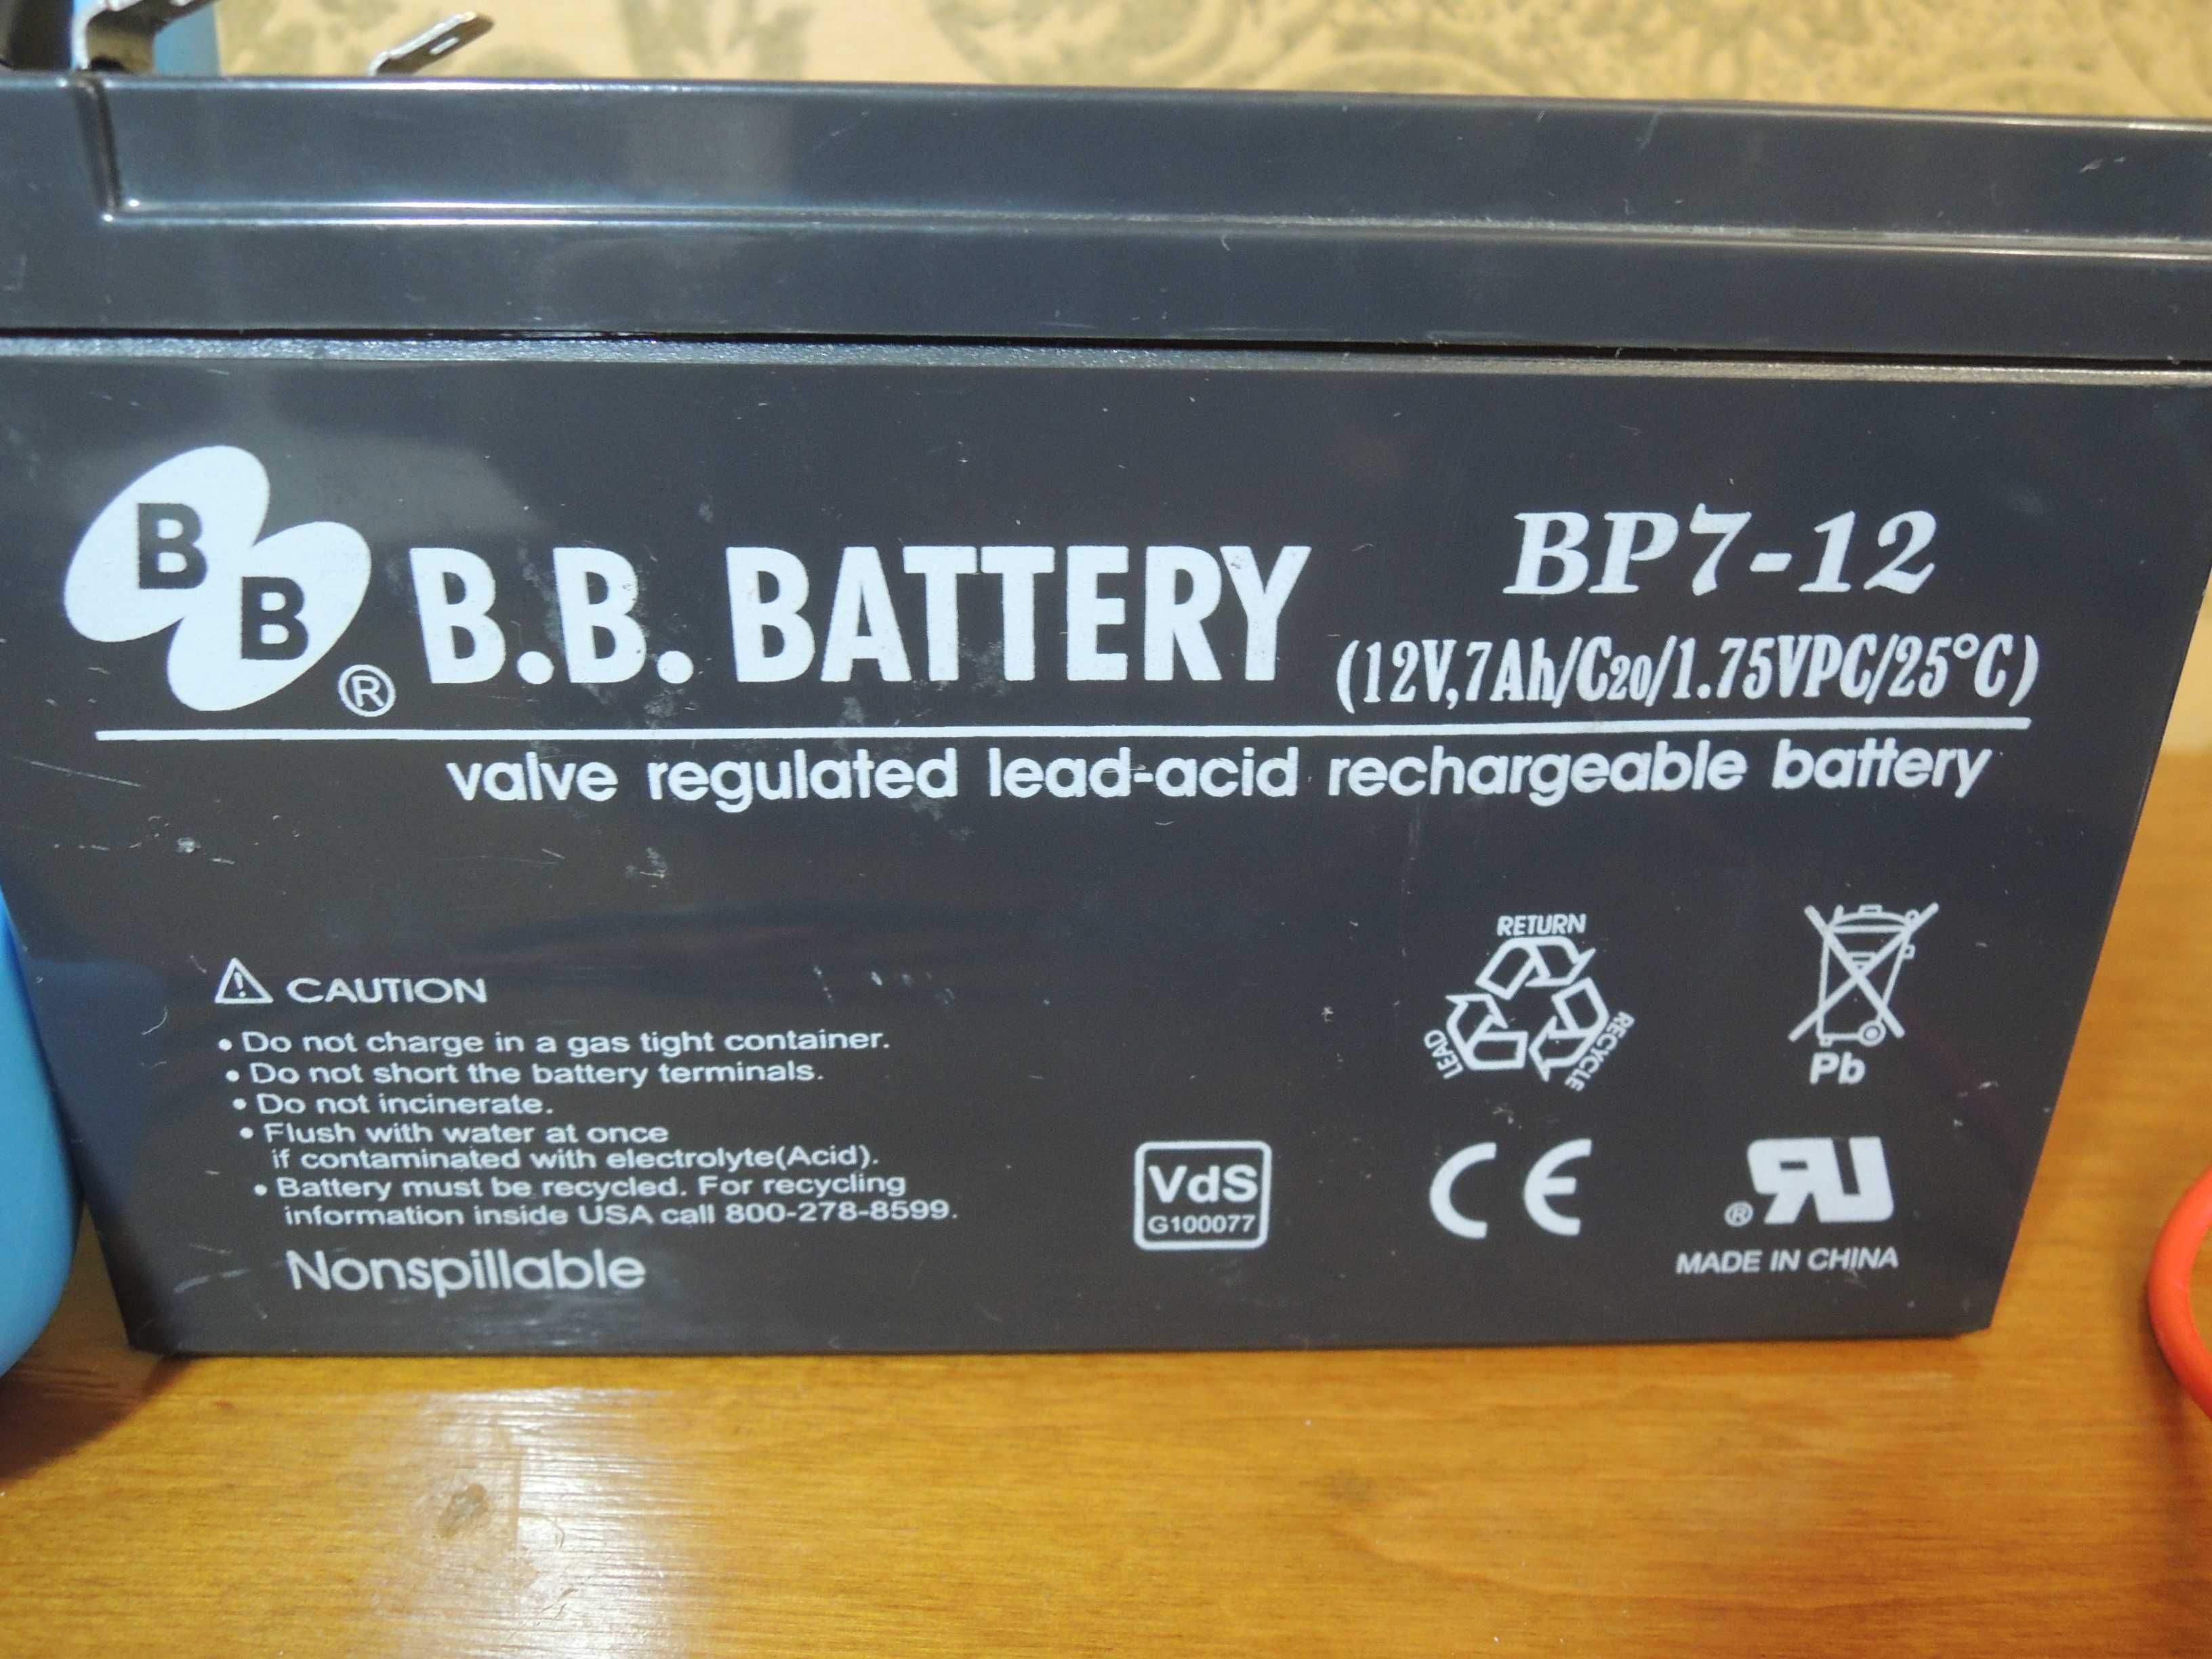 B
B
®
B.B. BATTERY
BP7-12
(12V,7Ah/C20/1.75VPC/25°C)
valve regulated lead-acid rechargeable battery
⚠ CAUTION
• Do not charge in a gas tight container.
• Do not short the battery terminals.
• Do not incinerate.
• Flush with water at once
if contaminated with electrolyte(Acid).
• Battery must be recycled. For recycling
information inside USA call 800-278-8599.
Nonspillable
RETURN
LEAD
RECYCLE
Pb
VdS
G100077
CE
RU
®
MADE IN CHINA